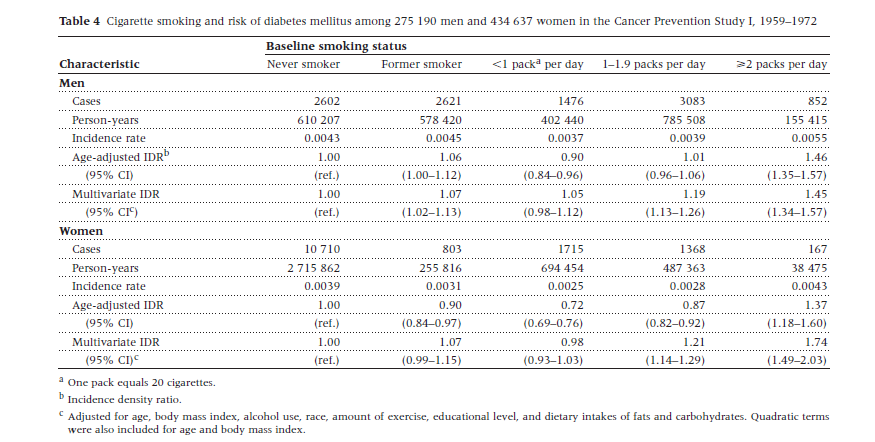 Table 4 Cigarette smoking and risk of diabetes mellitus among 275 190 men and 434 637 women in the Cancer Prevention Study I, 1959–1972
Baseline smoking status
Characteristic Never smoker Former smoker <1 packa per day 1–1.9 packs per day ⩾2 packs per day
Men
Cases 2602 2621 1476 3083 852
Person-years 610 207 578 420 402 440 785 508 155 415
Incidence rate 0.0043 0.0045 0.0037 0.0039 0.0055
Age-adjusted IDRb 1.00 1.06 0.90 1.01 1.46
(95% CI) (ref.) (1.00–1.12) (0.84–0.96) (0.96–1.06) (1.35–1.57)
Multivariate IDR 1.00 1.07 1.05 1.19 1.45
(95% CIc) (ref.) (1.02–1.13) (0.98–1.12) (1.13–1.26) (1.34–1.57)
Women
Cases 10 710 803 1715 1368 167
Person-years 2 715 862 255 816 694 454 487 363 38 475
Incidence rate 0.0039 0.0031 0.0025 0.0028 0.0043
Age-adjusted IDR 1.00 0.90 0.72 0.87 1.37
(95% CI) (ref.) (0.84–0.97) (0.69–0.76) (0.82–0.92) (1.18–1.60)
Multivariate IDR 1.00 1.07 0.98 1.21 1.74
(95% CI)c (ref.) (0.99–1.15) (0.93–1.03) (1.14–1.29) (1.49–2.03)
a One pack equals 20 cigarettes.
b Incidence density ratio.
c Adjusted for age, body mass index, alcohol use, race, amount of exercise, educational level, and dietary intakes of fats and carbohydrates. Quadratic terms
were also included for age and body mass index.